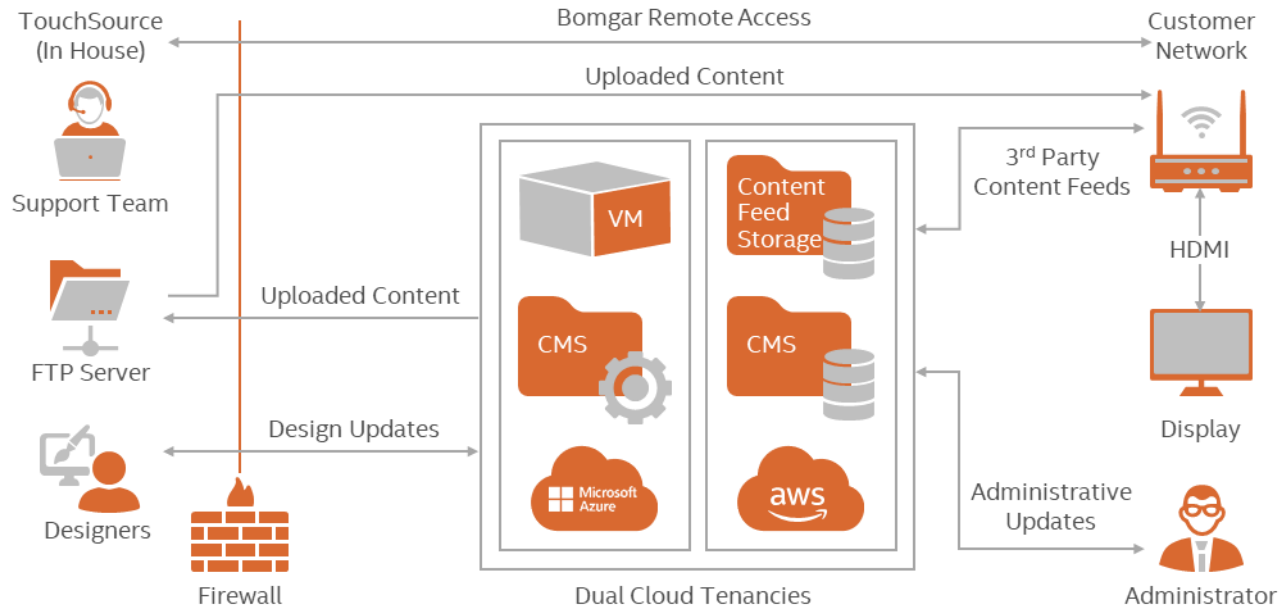 TouchSource
(In House)
Bomgar Remote Access
Customer
Network
Uploaded Content
Support Team
VM
Content
Feed
Storage
3rd Party
Content Feeds
HDMI
FTP Server
Uploaded Content
CMS
CMS
Display
Designers
Design Updates
Microsoft
Azure
aws
Administrative
Updates
Firewall
Dual Cloud Tenancies
Administrator